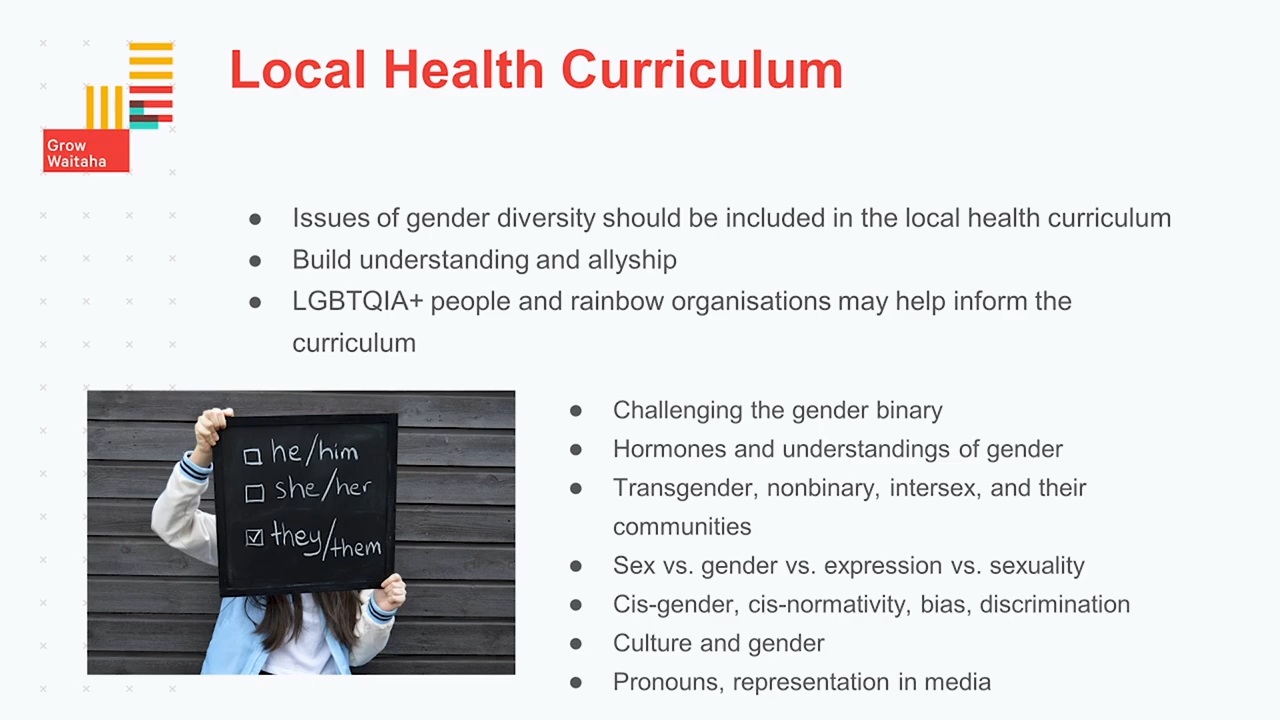 Local Health Curriculum
Grow
Waitaha
● Issues of gender diversity should be included in the local health curriculum
● Build understanding and allyship
● LGBTQIA+ people and rainbow organisations may help inform the
curriculum
he/him
she/her
they/them
● Challenging the gender binary
● Hormones and understandings of gender
● Transgender, nonbinary, intersex, and their
communities
● Sex vs. gender vs. expression vs. sexuality
● Cis-gender, cis-normativity, bias, discrimination
● Culture and gender
● Pronouns, representation in media